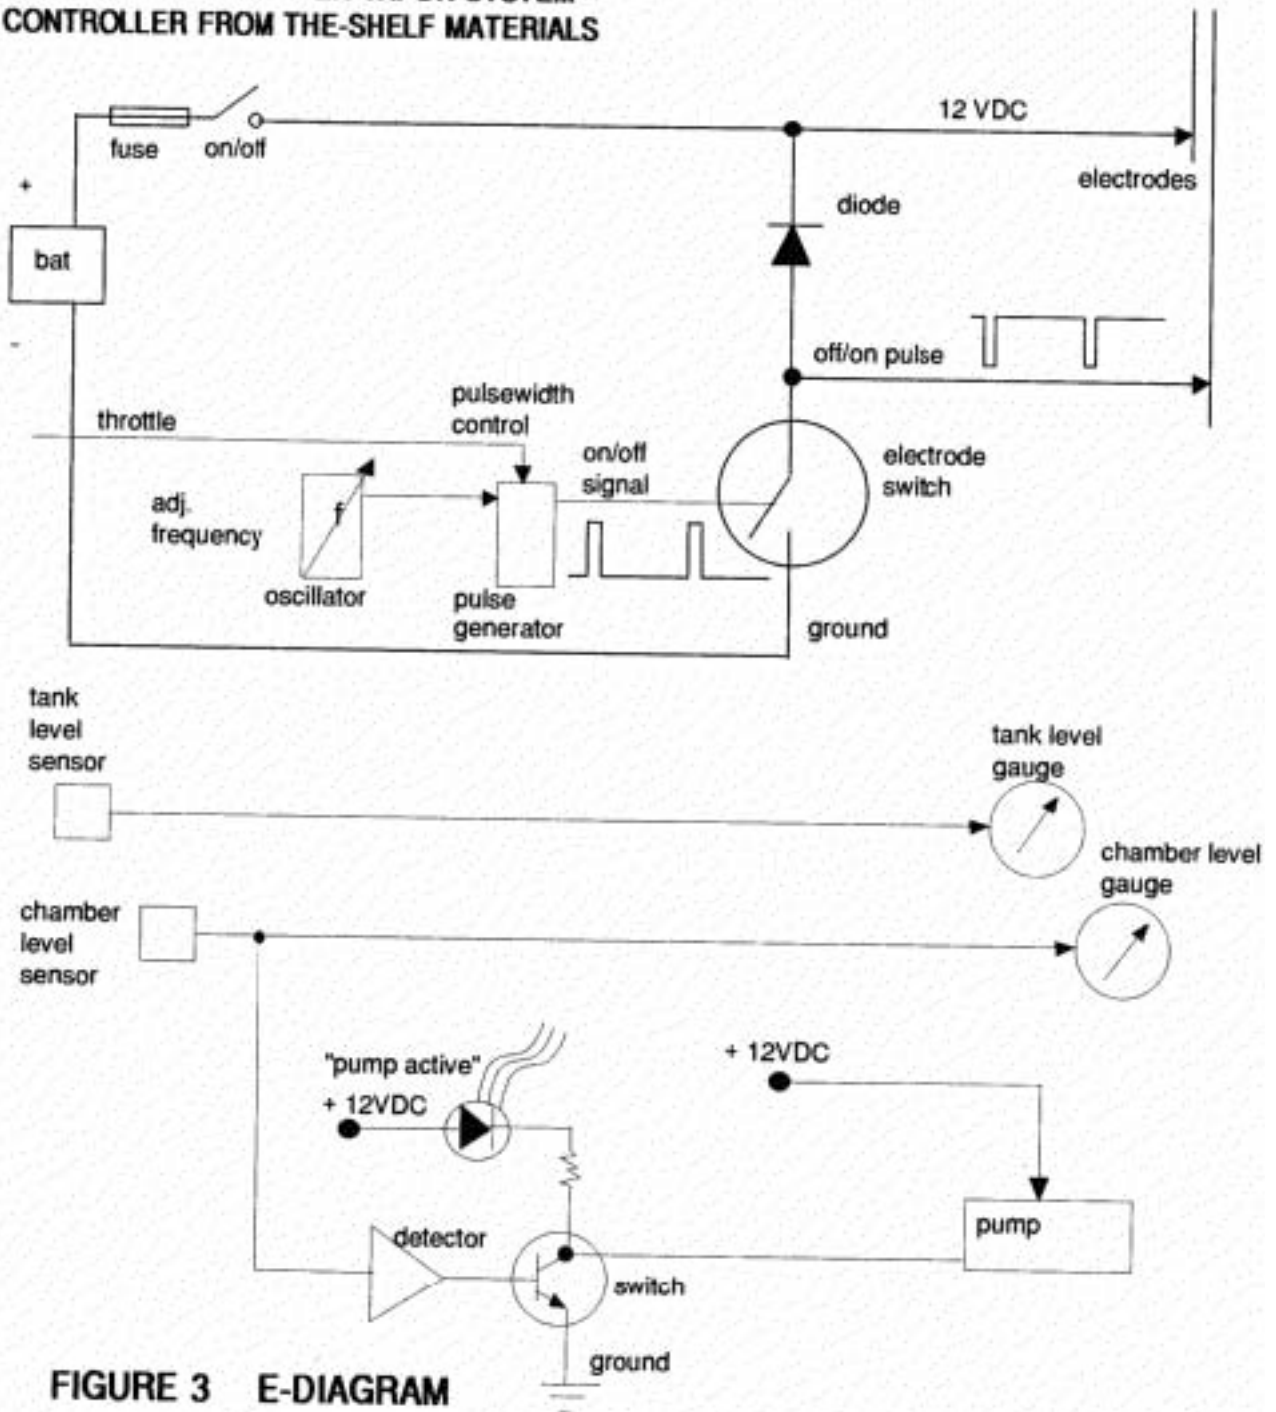 CONTROLLER FROM THE-SHELF MATERIALS
12 VDC
fuse
on/off
electrodes
+
diode
bat
-
off/on pulse
throttle
pulsewidth
control
on/off
signal
electrode
switch
adj.
frequency
f
oscillator
pulse
generator
ground
tank
level
sensor
tank level
gauge
chamber level
gauge
chamber
level
sensor
"pump active"
+ 12VDC
+ 12VDC
pump
detector
switch
ground
FIGURE 3 E-DIAGRAM